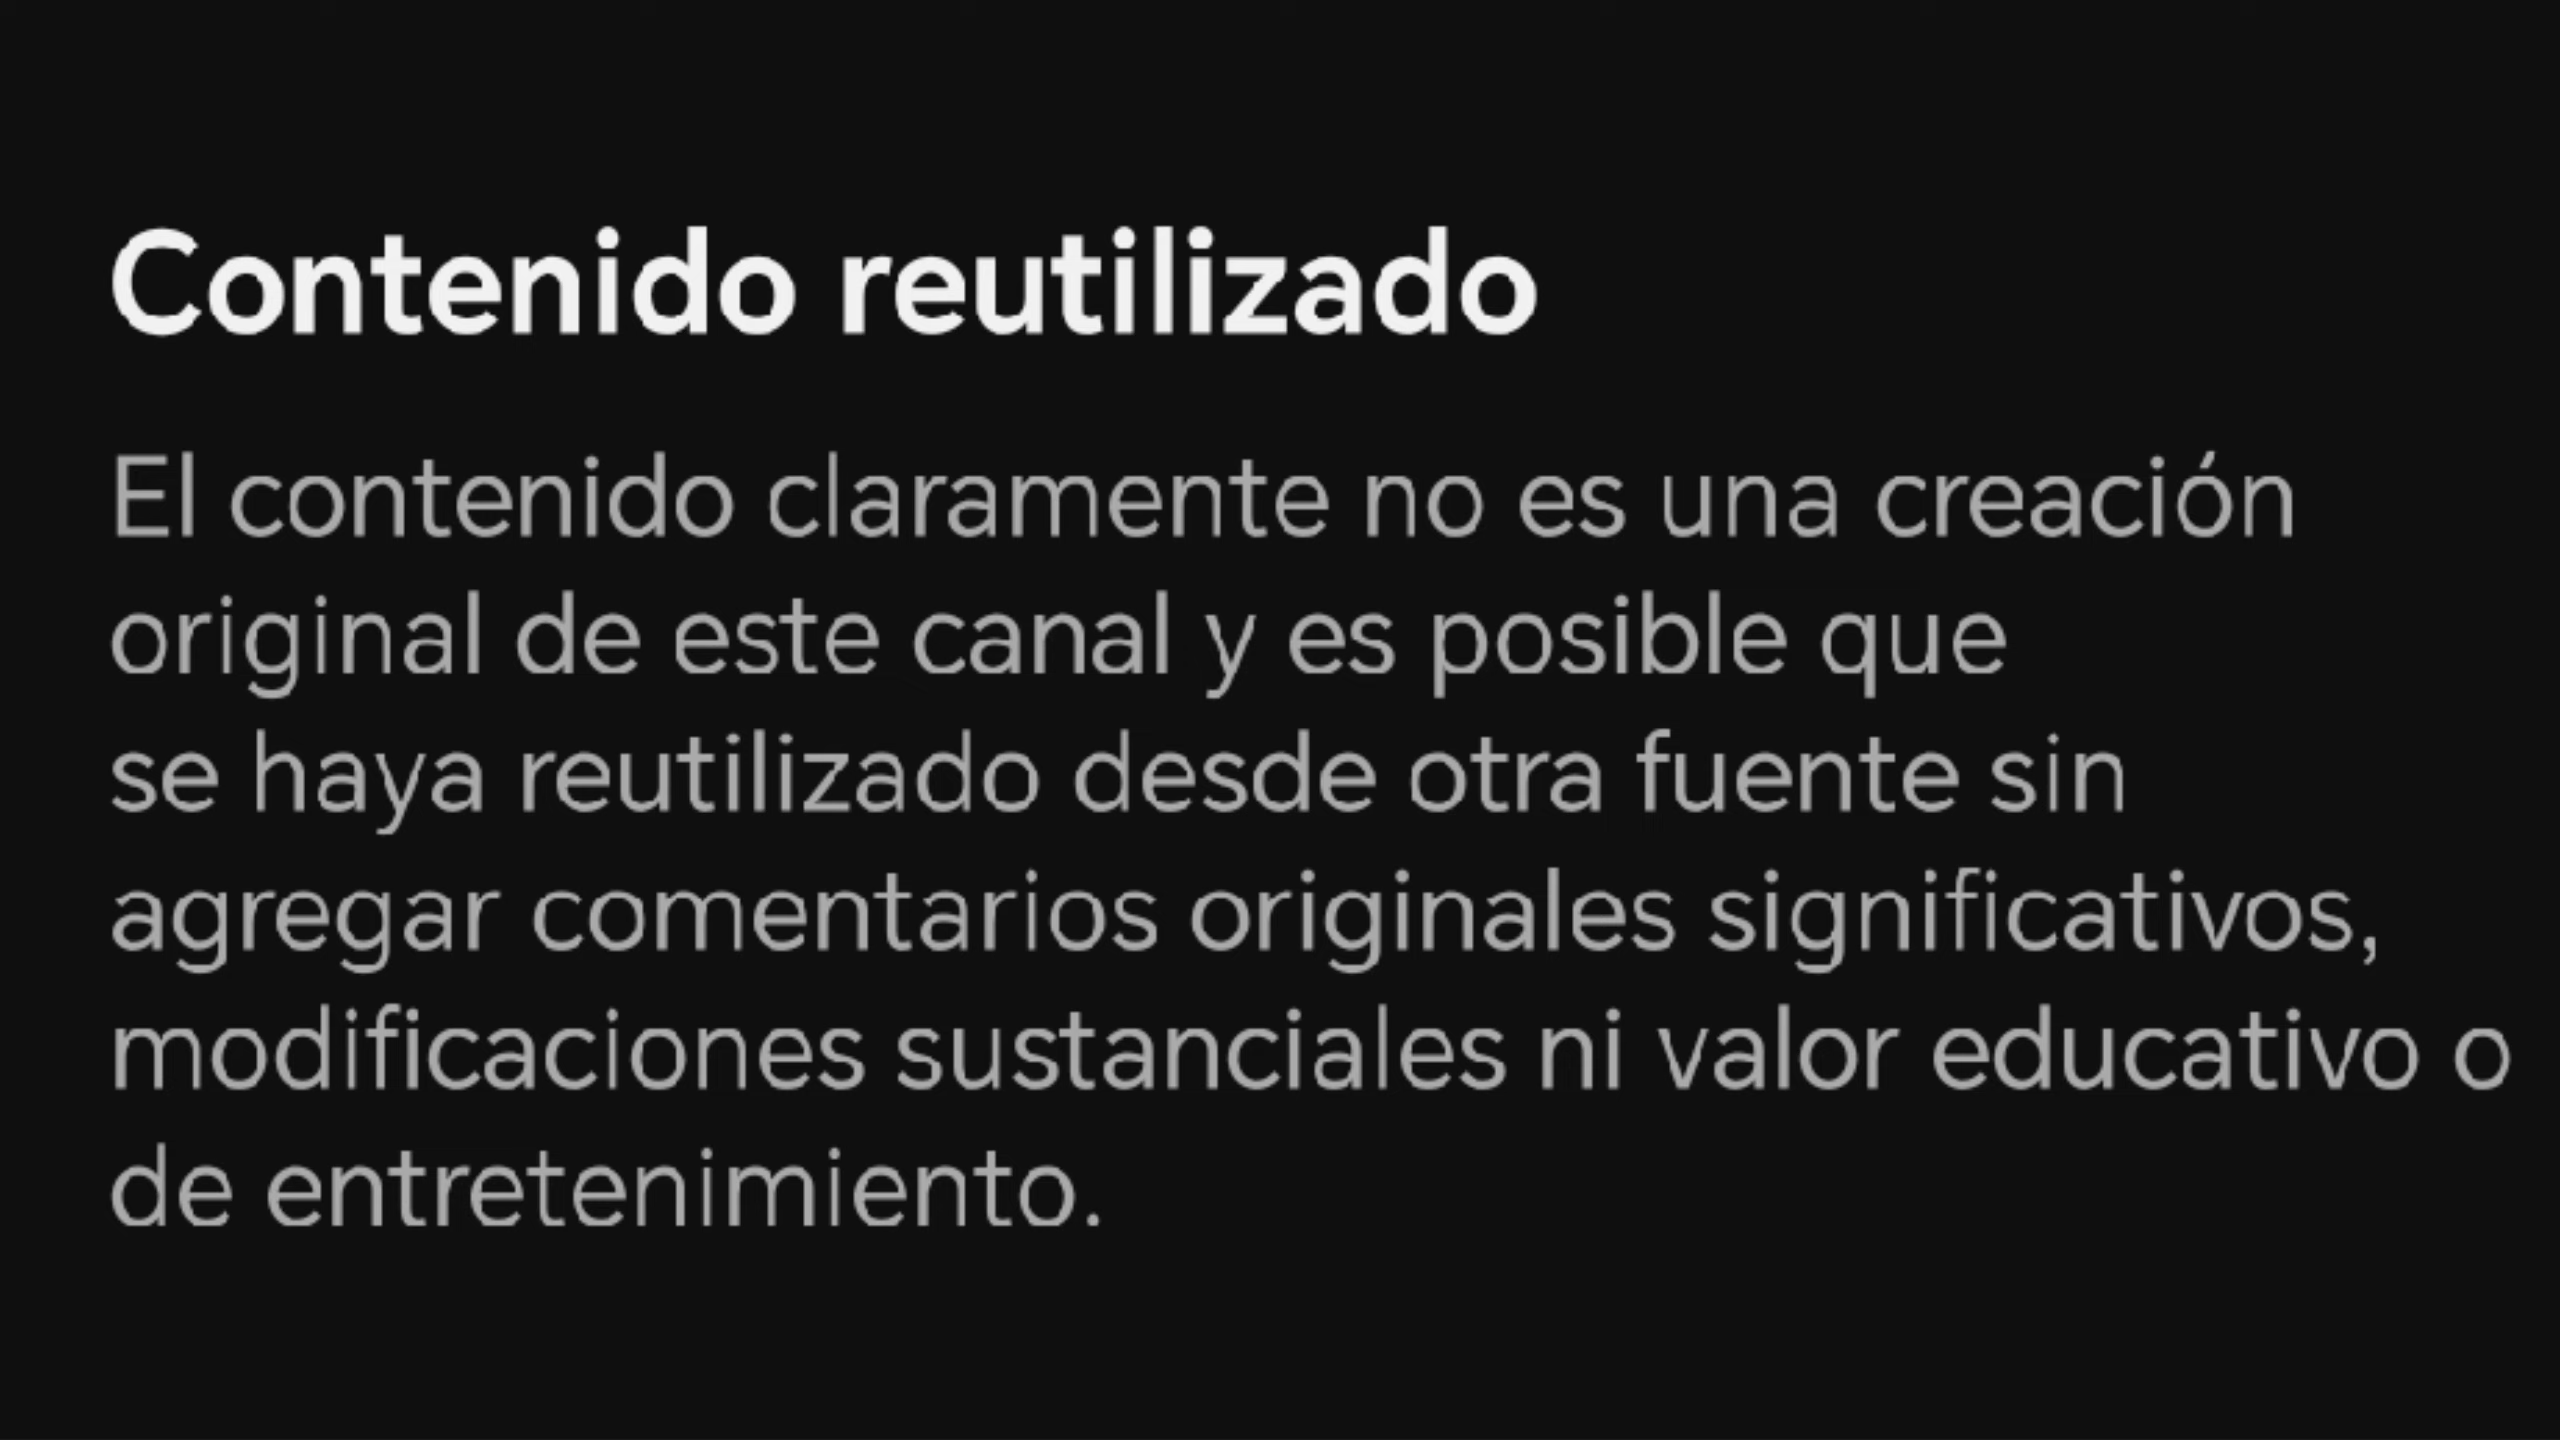 Contenido reutilizado
El contenido claramente no es una creación
original de este canal y es posible que
se haya reutilizado desde otra fuente sin
agregar comentarios originales significativos,
modificaciones sustanciales ni valor educativo o
de entretenimiento.